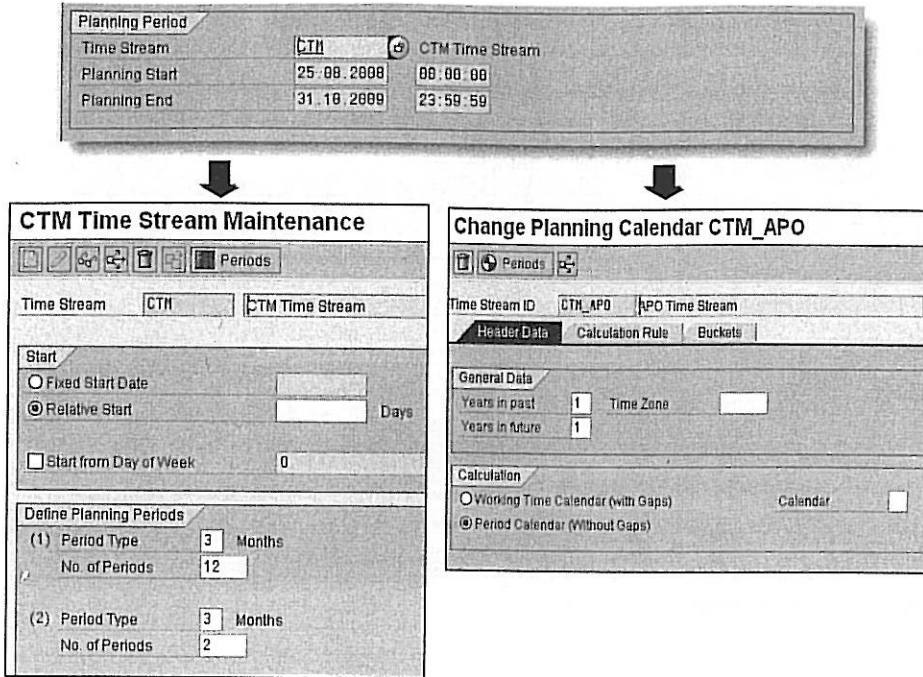 Planning Period
Time Stream CTM CTM Time Stream
Planning Start 25.08.2008 00:00:00
Planning End 31.10.2009 23:59:59
CTM Time Stream Maintenance
Periods
Time Stream CTM CTM Time Stream
Start
Fixed Start Date
Relative Start Days
Start from Day of Week 0
Define Planning Periods
(1) Period Type 3 Months
No. of Periods 12
(2) Period Type 3 Months
No. of Periods 2
Change Planning Calendar CTM_APO
Periods
Time Stream ID CTM_APO APO Time Stream
Header Data Calculation Rule Buckets
General Data
Years in past 1 Time Zone
Years in future 1
Calculation
Working Time Calendar (with Gaps) Calendar
Period Calendar (Without Gaps)